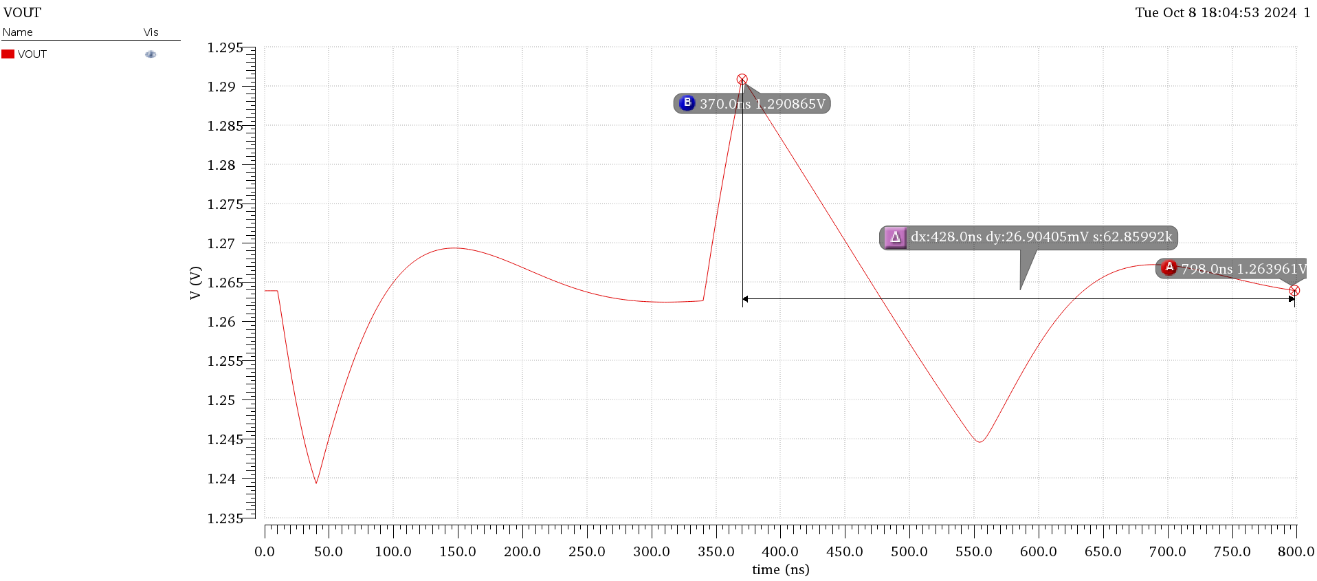 VOUT
Tue Oct 8 18:04:53 2024 1
Name Vis
VOUT
1.295
1.29
1.285
1.28
1.275
1.27
1.265
1.26
1.255
1.25
1.245
1.24
1.235
V (V)
B 370.0ns 1.290865V
Δ dx:428.0ns dy:26.90405mV s:62.85992k
A 798.0ns 1.263961V
0.0 50.0 100.0 150.0 200.0 250.0 300.0 350.0 400.0 450.0 500.0 550.0 600.0 650.0 700.0 750.0 800.0
time (ns)